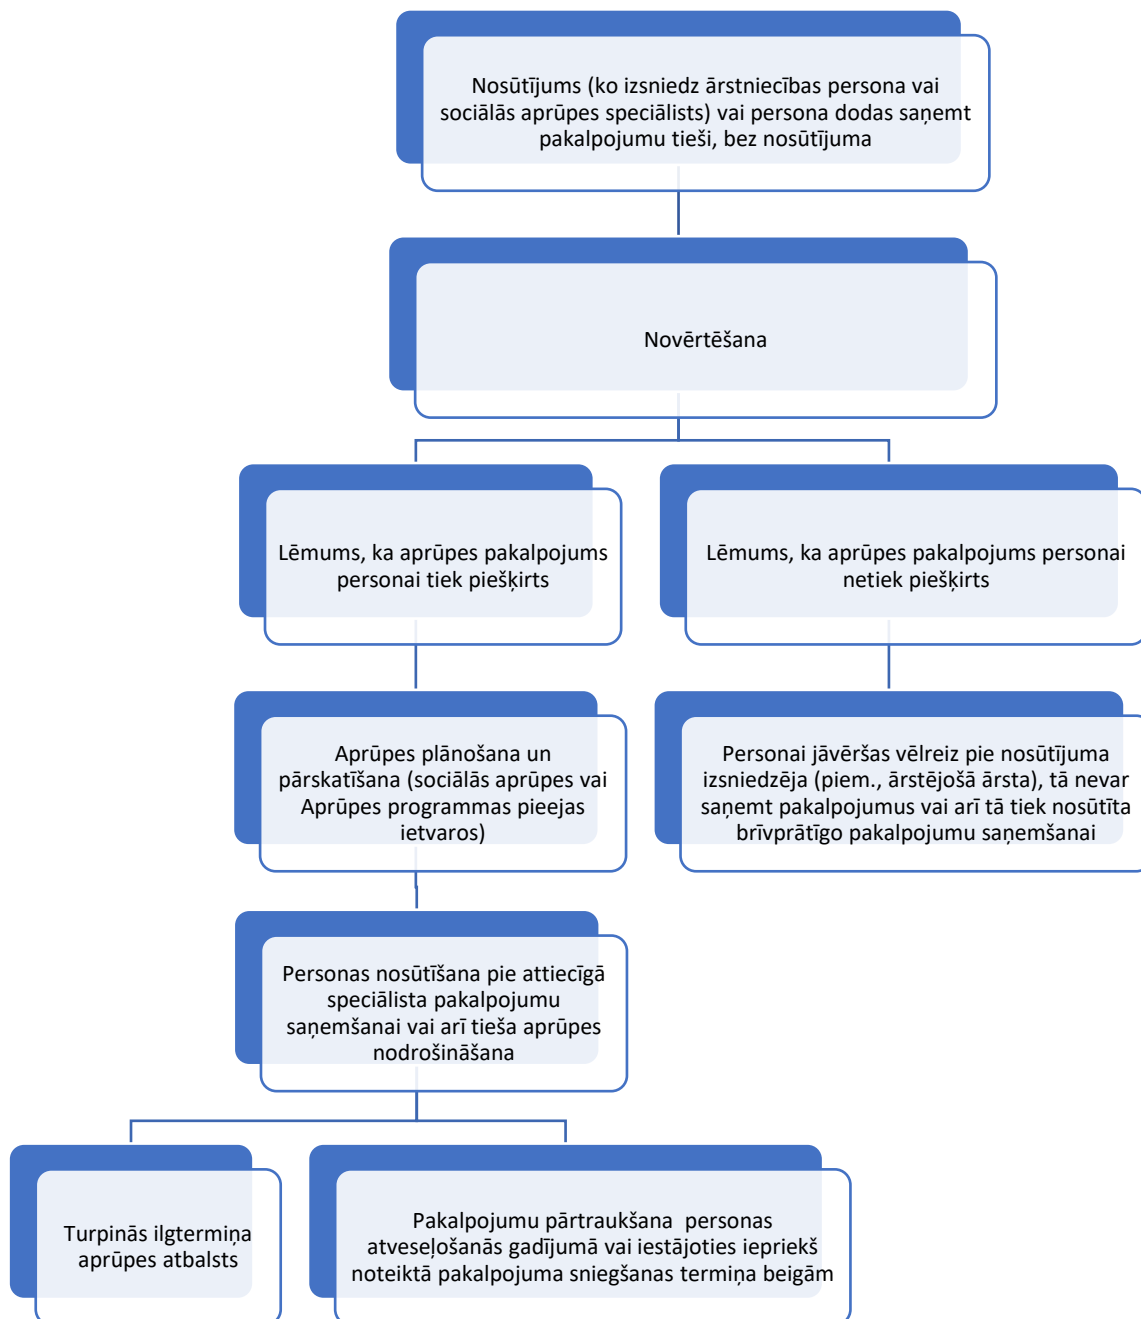 Nosūtījums (ko izsniedz ārstniecības persona vai
sociālās aprūpes speciālists) vai persona dodas saņemt
pakalpojumu tieši, bez nosūtījuma
Novērtēšana
Lēmums, ka aprūpes pakalpojums
personai tiek piešķirts
Lēmums, ka aprūpes pakalpojums personai
netiek piešķirts
Aprūpes plānošana un
pārskatīšana (sociālās aprūpes vai
Aprūpes programmas pieejas
ietvaros)
Personai jāvēršas vēlreiz pie nosūtījuma
izsniedzēja (piem., ārstējošā ārsta), tā nevar
saņemt pakalpojumus vai arī tā tiek nosūtīta
brīvprātīgo pakalpojumu saņemšanai
Personas nosūtīšana pie attiecīgā
speciālista pakalpojumu
saņemšanai vai arī tieša aprūpes
nodrošināšana
Turpinās ilgtermiņa
aprūpes atbalsts
Pakalpojumu pārtraukšana  personas
atveseļošanās gadījumā vai iestājoties iepriekš
noteiktā pakalpojuma sniegšanas termiņa beigām